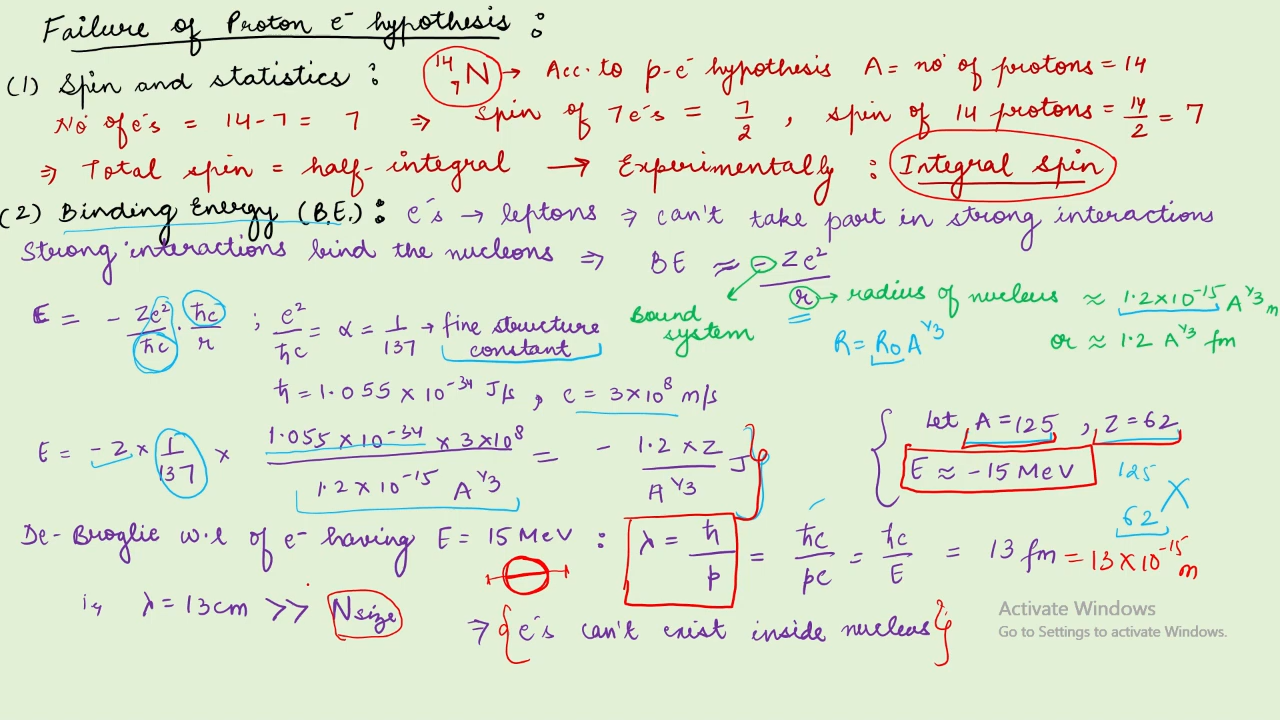 Failure of Proton e⁻ hypothesis :
(1) Spin and statistics : ¹⁴₇N → Acc. to p-e⁻ hypothesis A = no of protons = 14
No of e⁻s = 14-7 = 7 ⇒ Spin of 7e⁻s = 7/2 , spin of 14 protons = 14/2 = 7
⇒ Total spin = half-integral → Experimentally : Integral spin
(2) Binding Energy (B.E.) : e⁻s → leptons ⇒ can't take part in strong interactions
Strong interactions bind the nucleons ⇒ BE ≈ -Ze²/r
r → radius of nucleus ≈ 1.2×10⁻¹⁵ A^(1/3) m
Bound system
R = R₀A^(1/3) or ≈ 1.2 A^(1/3) fm
E = - Ze²/ħc · ħc/r ; e²/ħc = α = 1/137 → fine structure constant
ħ = 1.055 × 10⁻³⁴ J/s , c = 3×10⁸ m/s
E = -Z × 1/137 × (1.055 × 10⁻³⁴ × 3×10⁸)/(1.2 × 10⁻¹⁵ A^(1/3)) = - (1.2 × Z)/A^(1/3) J
Let A = 125 , Z = 62
E ≈ -15 MeV
125
62
De-Broglie w.l of e⁻ having E = 15 MeV : λ = ħ/p = ħc/pc = ħc/E = 13 fm = 13 × 10⁻¹⁵ m
λ = 13cm >> Nsize
⇒ {e⁻s can't exist inside nucleus}
Activate Windows
Go to Settings to activate Windows.